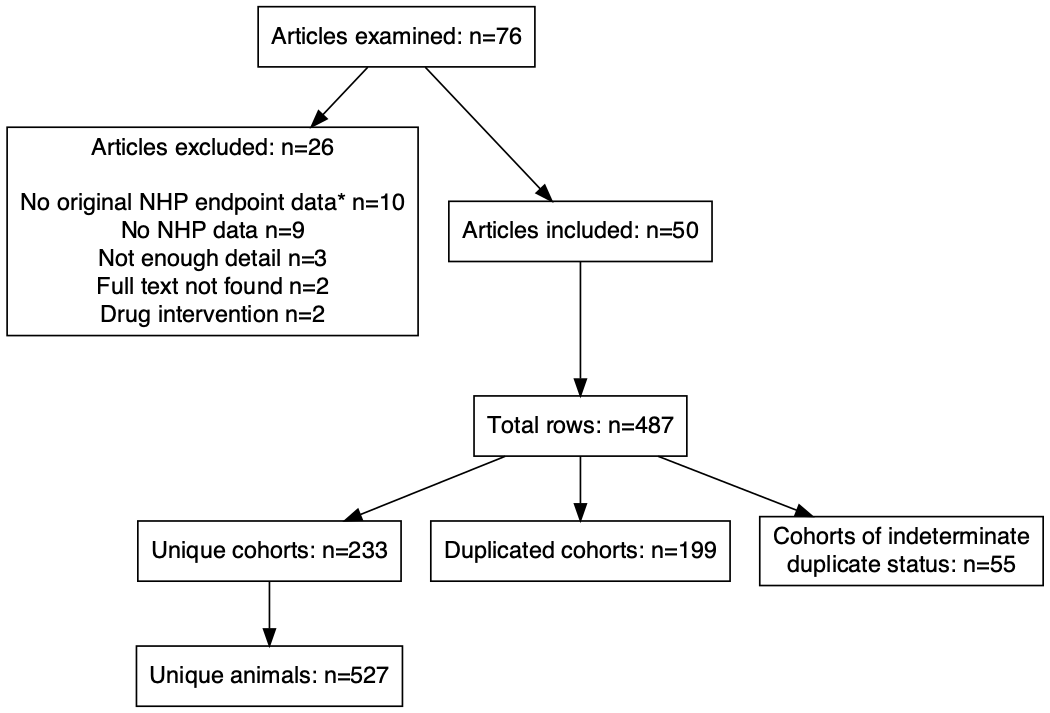 Articles examined: n=76
Articles excluded: n=26
No original NHP endpoint data* n=10
No NHP data n=9
Not enough detail n=3
Full text not found n=2
Drug intervention n=2
Articles included: n=50
Total rows: n=487
Unique cohorts: n=233
Duplicated cohorts: n=199
Cohorts of indeterminate
duplicate status: n=55
Unique animals: n=527